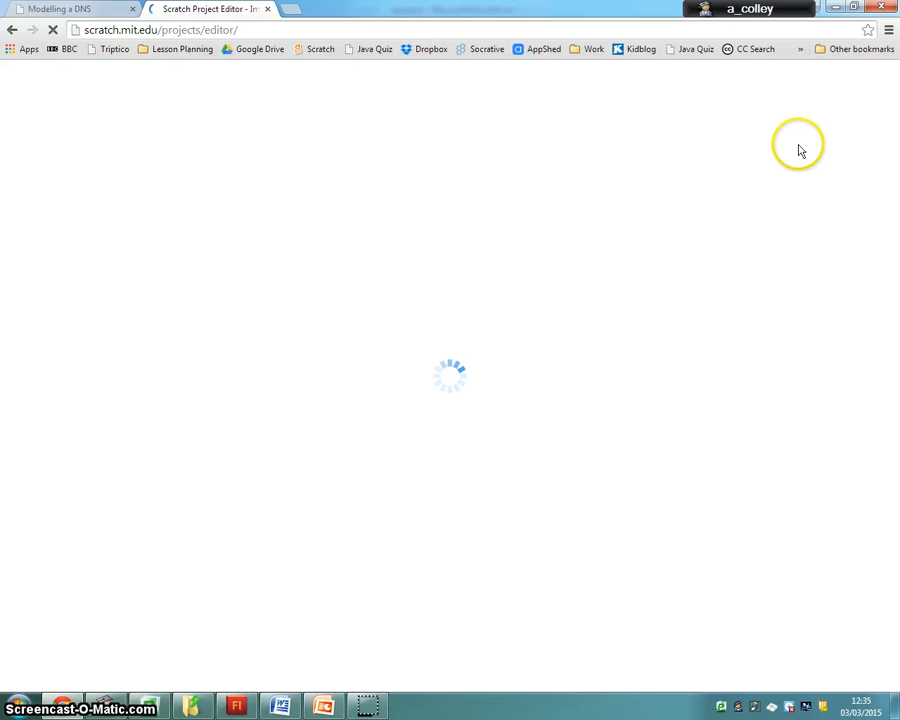 Modelling a DNS
Scratch Project Editor - Im
a_colley
scratch.mit.edu/projects/editor/
Apps BBC Triptico Lesson Planning Google Drive Scratch Java Quiz Dropbox Socrative AppShed Work Kidblog Java Quiz CC Search » Other bookmarks
Screencast-O-Matic.com
12:35
03/03/2015